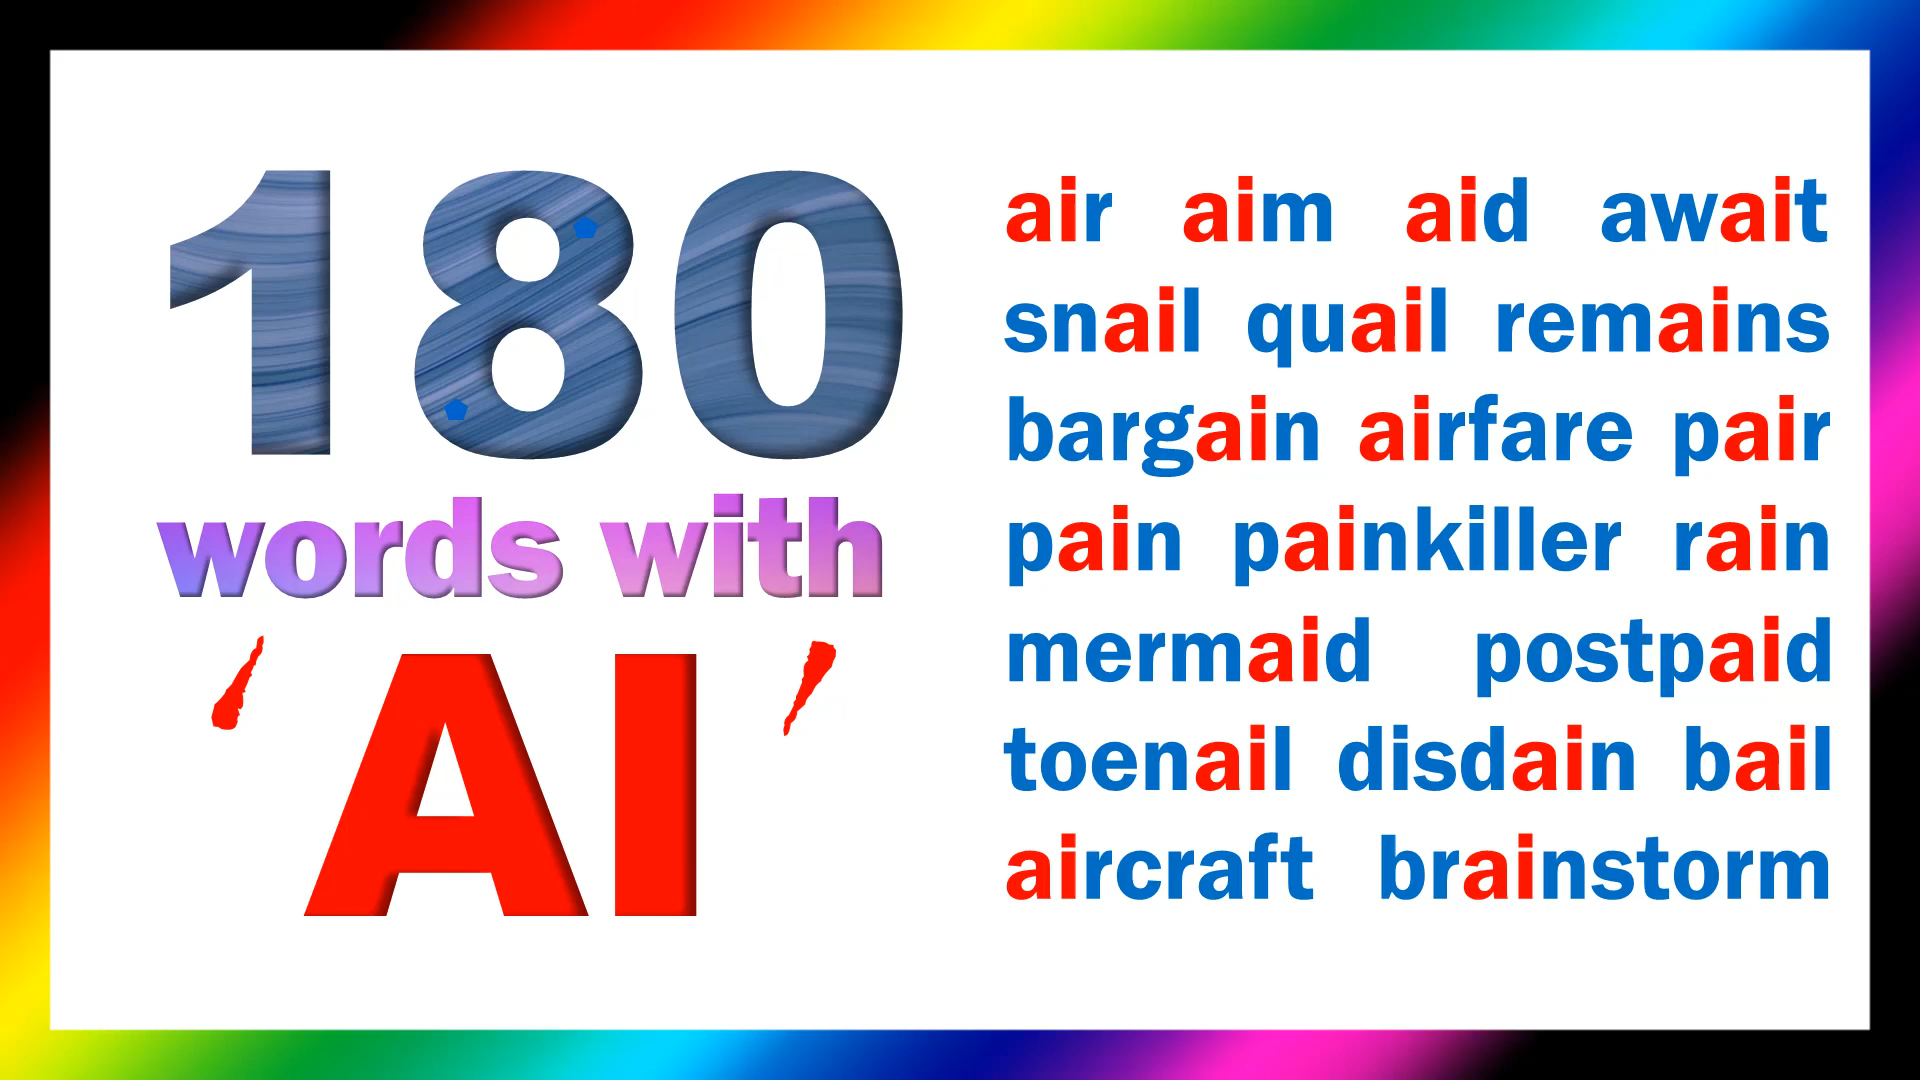 180
words with
‘AI’
air aim aid await
snail quail remains
bargain airfare pair
pain painkiller rain
mermaid postpaid
toenail disdain bail
aircraft brainstorm